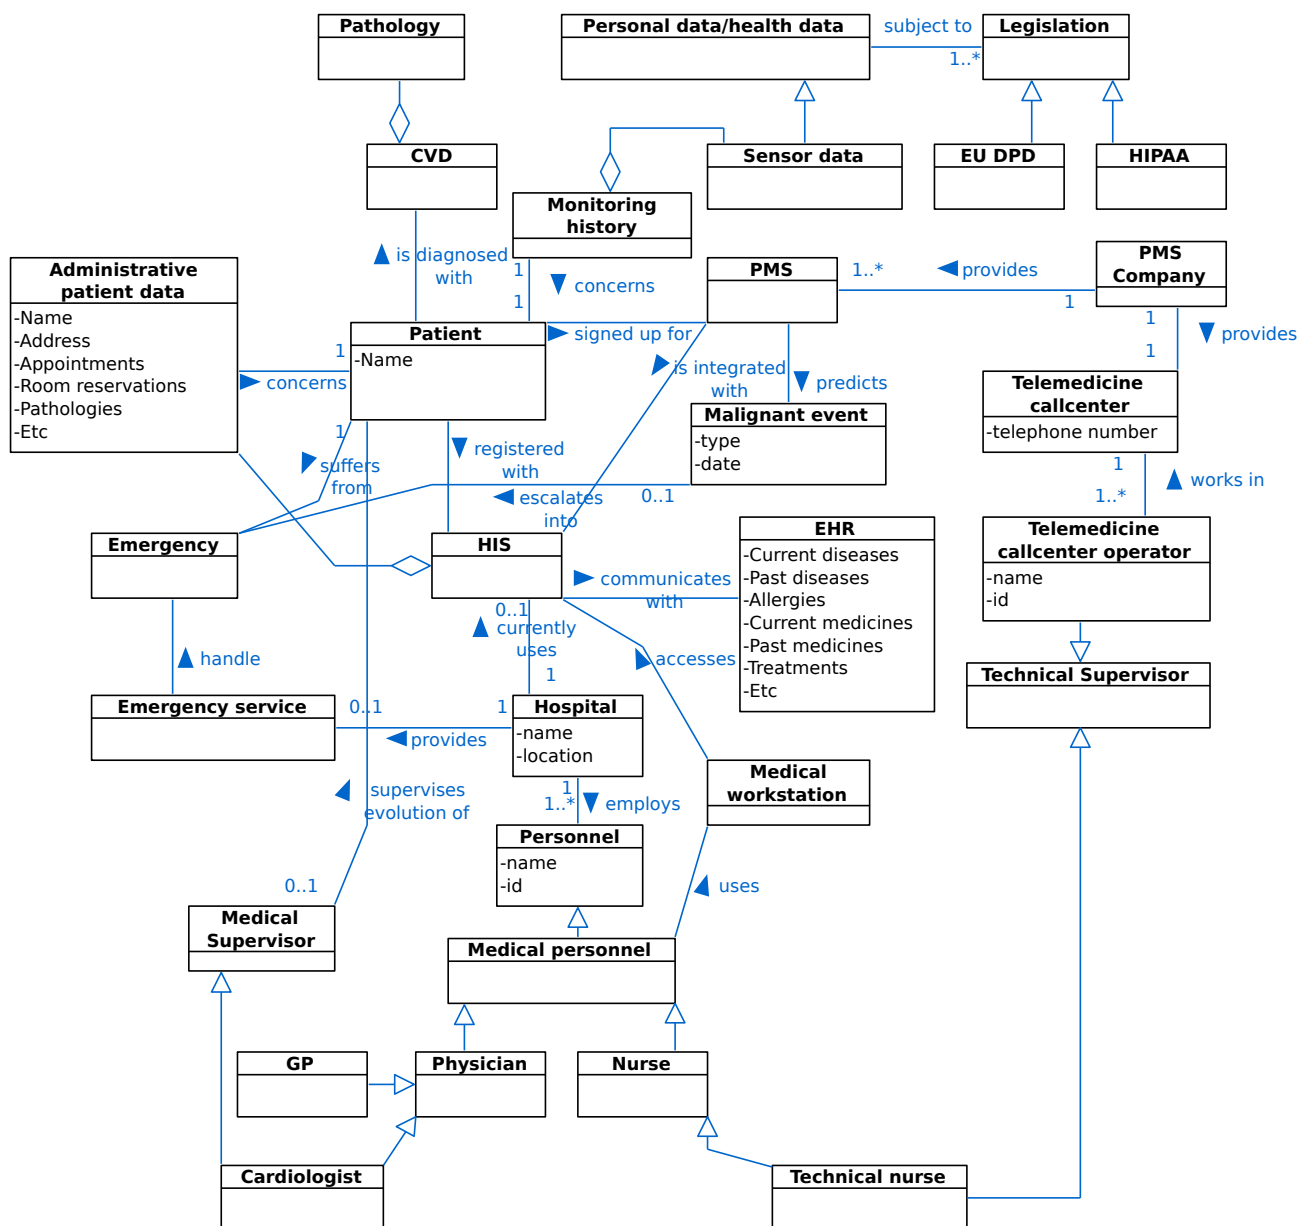 Pathology
Personal data/health data
subject to
1..*
Legislation
CVD
Monitoring
history
Sensor data
EU DPD
HIPAA
is diagnosed
with
1
1
concerns
Administrative
patient data
-Name
-Address
-Appointments
-Room reservations
-Pathologies
-Etc
PMS
1..*
provides
1
PMS
Company
1
1
provides
1
concerns
Patient
-Name
1
signed up for
is integrated
with
predicts
Telemedicine
callcenter
-telephone number
Malignant event
-type
-date
suffers
from
registered
with
escalates
into
0..1
1
1..*
works in
Emergency
HIS
EHR
-Current diseases
-Past diseases
-Allergies
-Current medicines
-Past medicines
-Treatments
-Etc
communicates
with
Telemedicine
callcenter operator
-name
-id
0..1
currently
uses
1
accesses
handle
Technical Supervisor
Emergency service
0..1
1
provides
Hospital
-name
-location
Medical
workstation
supervises
evolution of
1
1..*
employs
Personnel
-name
-id
uses
0..1
Medical
Supervisor
Medical personnel
GP
Physician
Nurse
Cardiologist
Technical nurse